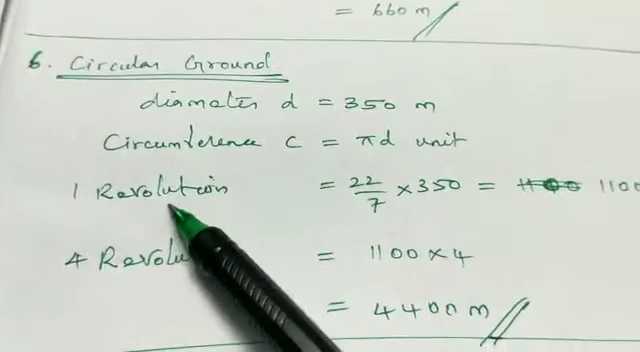 = 660 m
6. Circular Ground
diameter d = 350 m
Circumference C = πd unit
1 Revolution = 22/7 × 350 = 1100
4 Revolu = 1100 × 4
= 4400 m